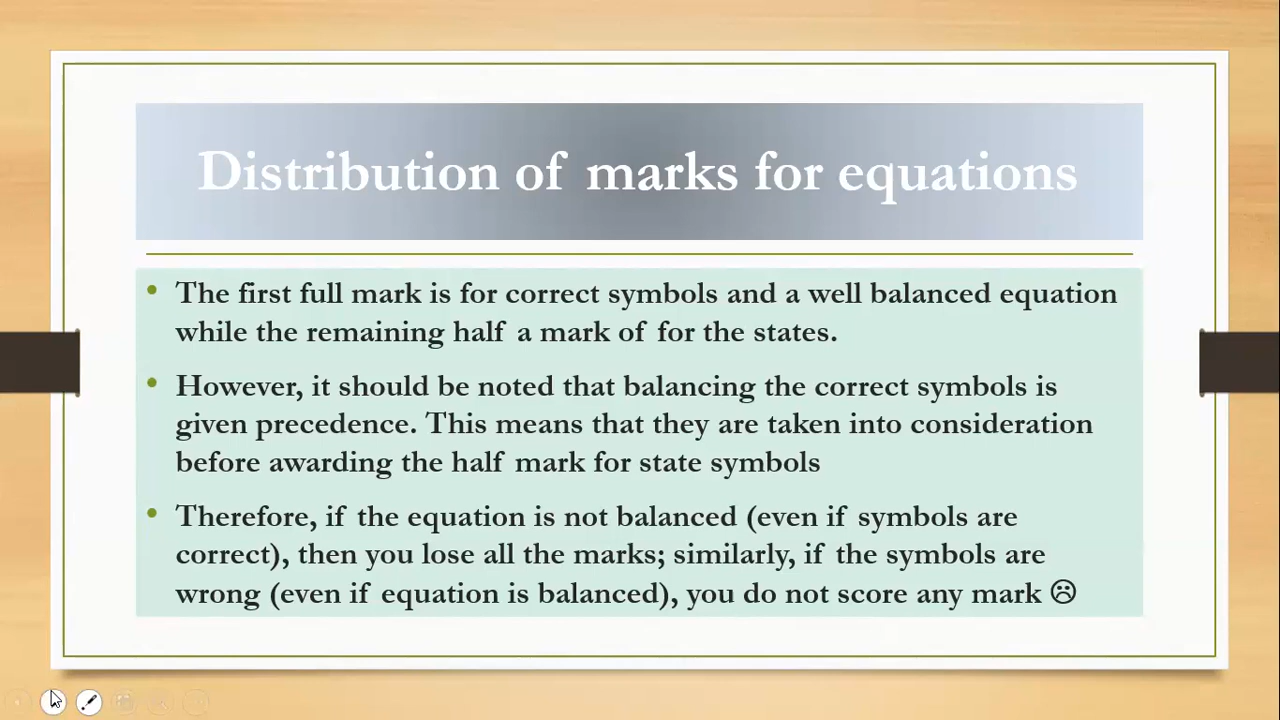 Distribution of marks for equations
• The first full mark is for correct symbols and a well balanced equation
while the remaining half a mark of for the states.
• However, it should be noted that balancing the correct symbols is
given precedence. This means that they are taken into consideration
before awarding the half mark for state symbols
• Therefore, if the equation is not balanced (even if symbols are
correct), then you lose all the marks; similarly, if the symbols are
wrong (even if equation is balanced), you do not score any mark ☹